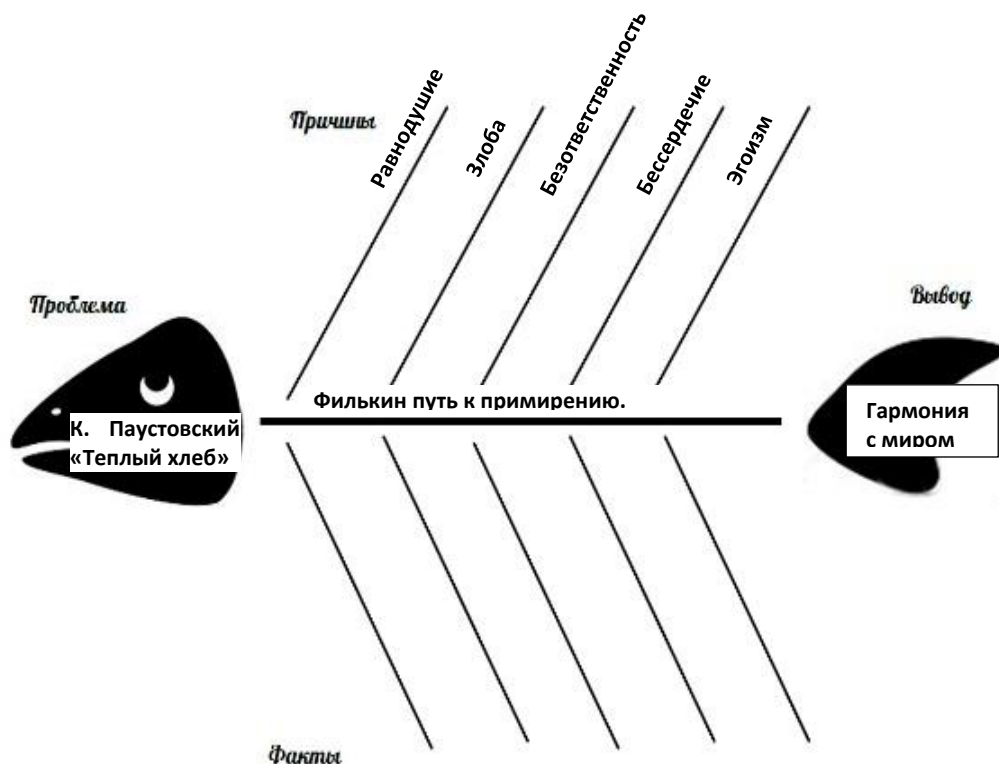 Причины
Равнодушие
Злоба
Безответственность
Бессердечие
Эгоизм
Проблема
Вывод
Филькин путь к примирению.
К. Паустовский
«Теплый хлеб»
Гармония
с миром
Факты